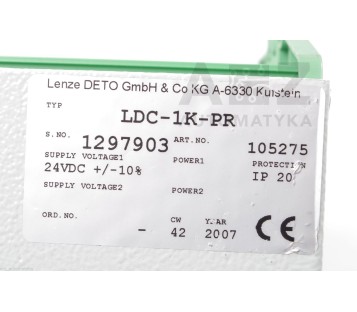 Lenze DETO GmbH & Co KG A-6330 Kufstein
TYP
LDC-1K-PR
S.NO. 1297903 ART.NO. 105275
SUPPLY VOLTAGE1 POWER1 PROTECTION
24VDC +/-10% IP 20
SUPPLY VOLTAGE2 POWER2
ORD.NO. CW YEAR
- 42 2007 CE